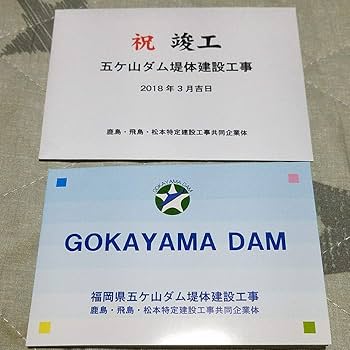 祝 竣工
五ケ山ダム堤体建設工事
2018年3月吉日
鹿島・飛島・松本特定建設工事共同企業体
GOKAYAMA DAM
GOKAYAMA DAM
福岡県五ケ山ダム堤体建設工事
鹿島・飛島・松本特定建設工事共同企業体